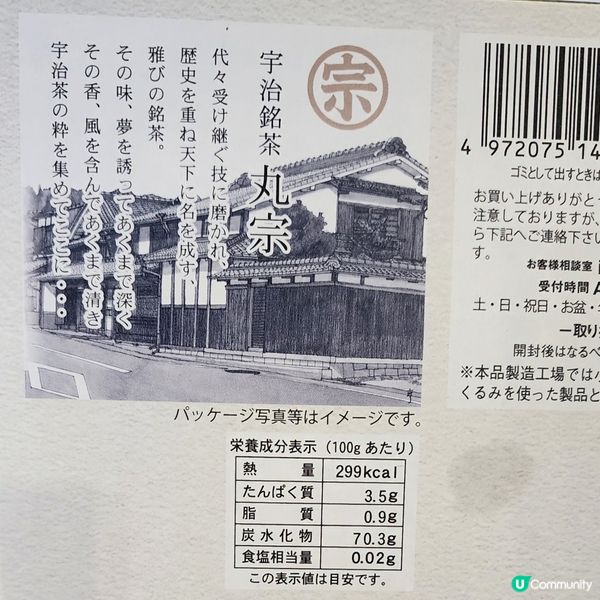 宗
宇治銘茶 丸宗
代々受け継ぐ技に磨かれ、
歴史を重ね天下に名を成す、
雅びの銘茶。
その味、夢を誘ってあくまで深く
その香、風を含んであくまで清き
宇治茶の粋を集めてここに・・・
パッケージ写真等はイメージです。
栄養成分表示(100gあたり)
熱量 299kcal
たんぱく質 3.5g
脂質 0.9g
炭水化物 70.3g
食塩相当量 0.02g
この表示値は目安です。
4 972075 14
ゴミとして出すときは
お買い上げありがと
注意しておりますが、
ら下記へご連絡下さい
す。
お客様相談室
受付時間 A
土・日・祝日・お盆・
―取り
開封後はなるべ
※本品製造工場では小
くるみを使った製品と
U Community